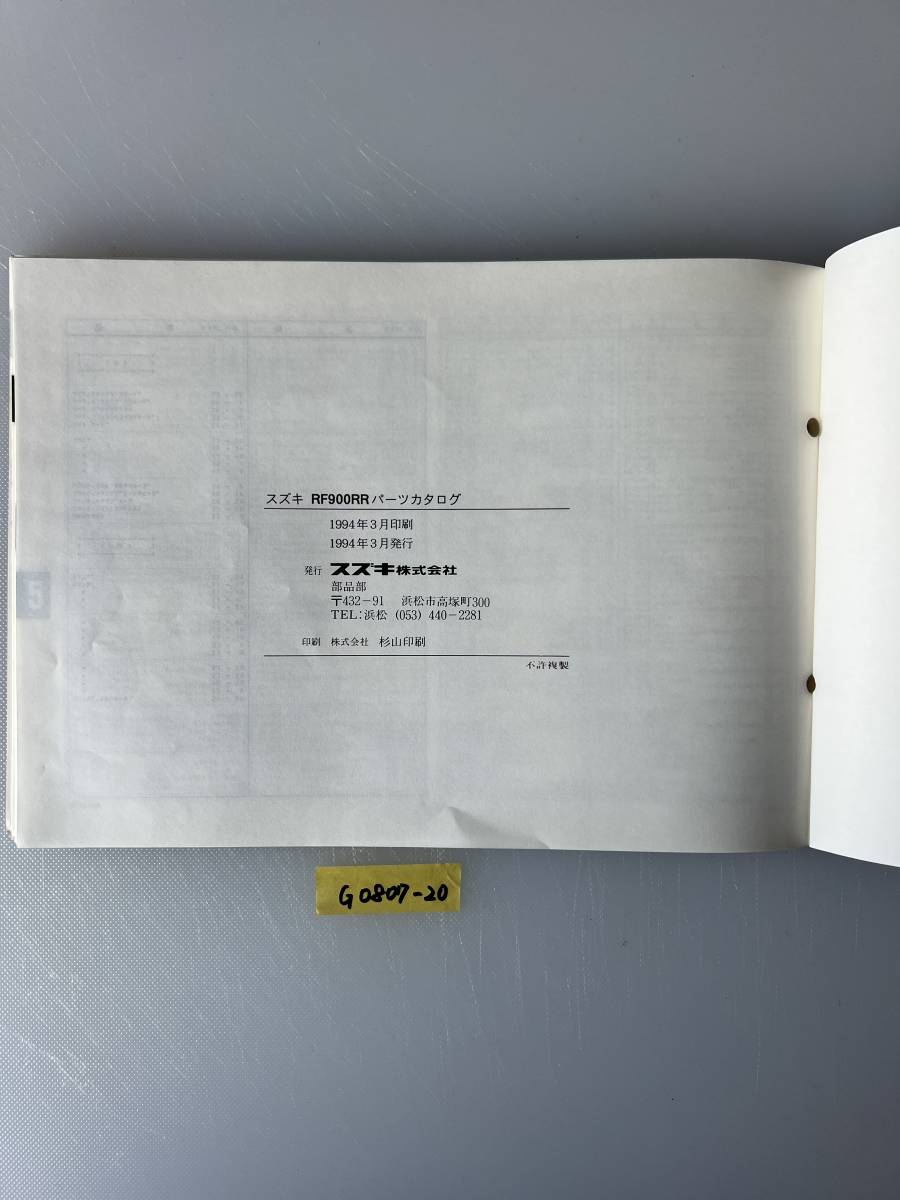 スズキ RF900RRパーツカタログ
1994年3月印刷
1994年3月発行
発行 スズキ株式会社
部品部
〒432-91 浜松市高塚町300
TEL:浜松 (053) 440-2281
印刷 株式会社 杉山印刷
不許複製
5
G0807-20